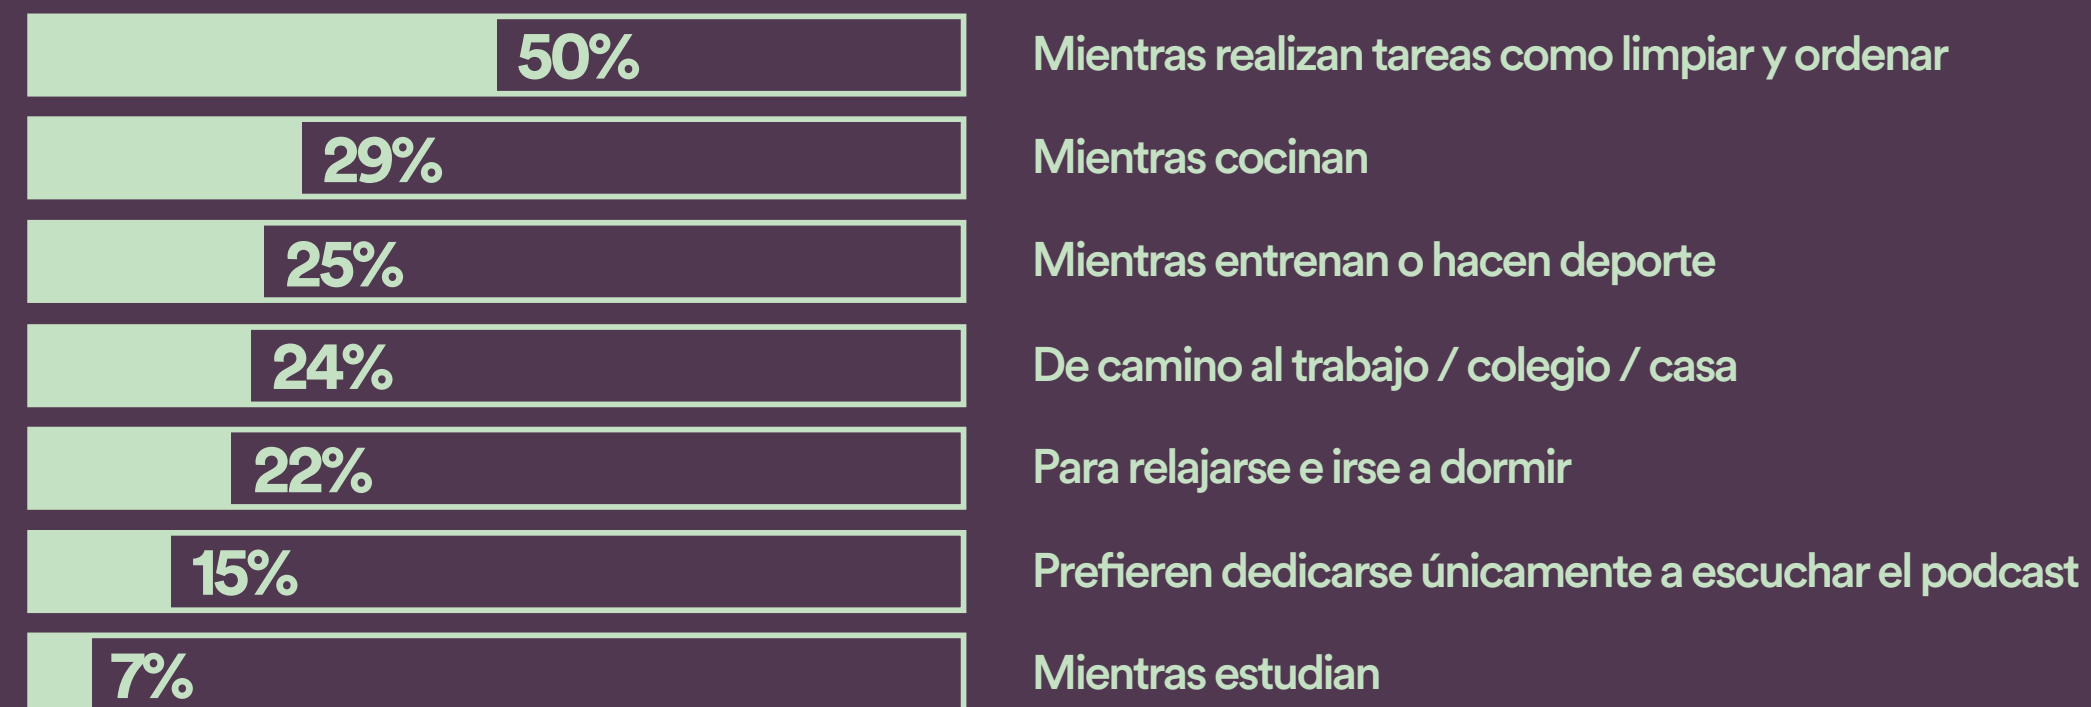 50% Mientras realizan tareas como limpiar y ordenar
29% Mientras cocinan
25% Mientras entrenan o hacen deporte
24% De camino al trabajo / colegio / casa
22% Para relajarse e irse a dormir
15% Prefieren dedicarse únicamente a escuchar el podcast
7% Mientras estudian